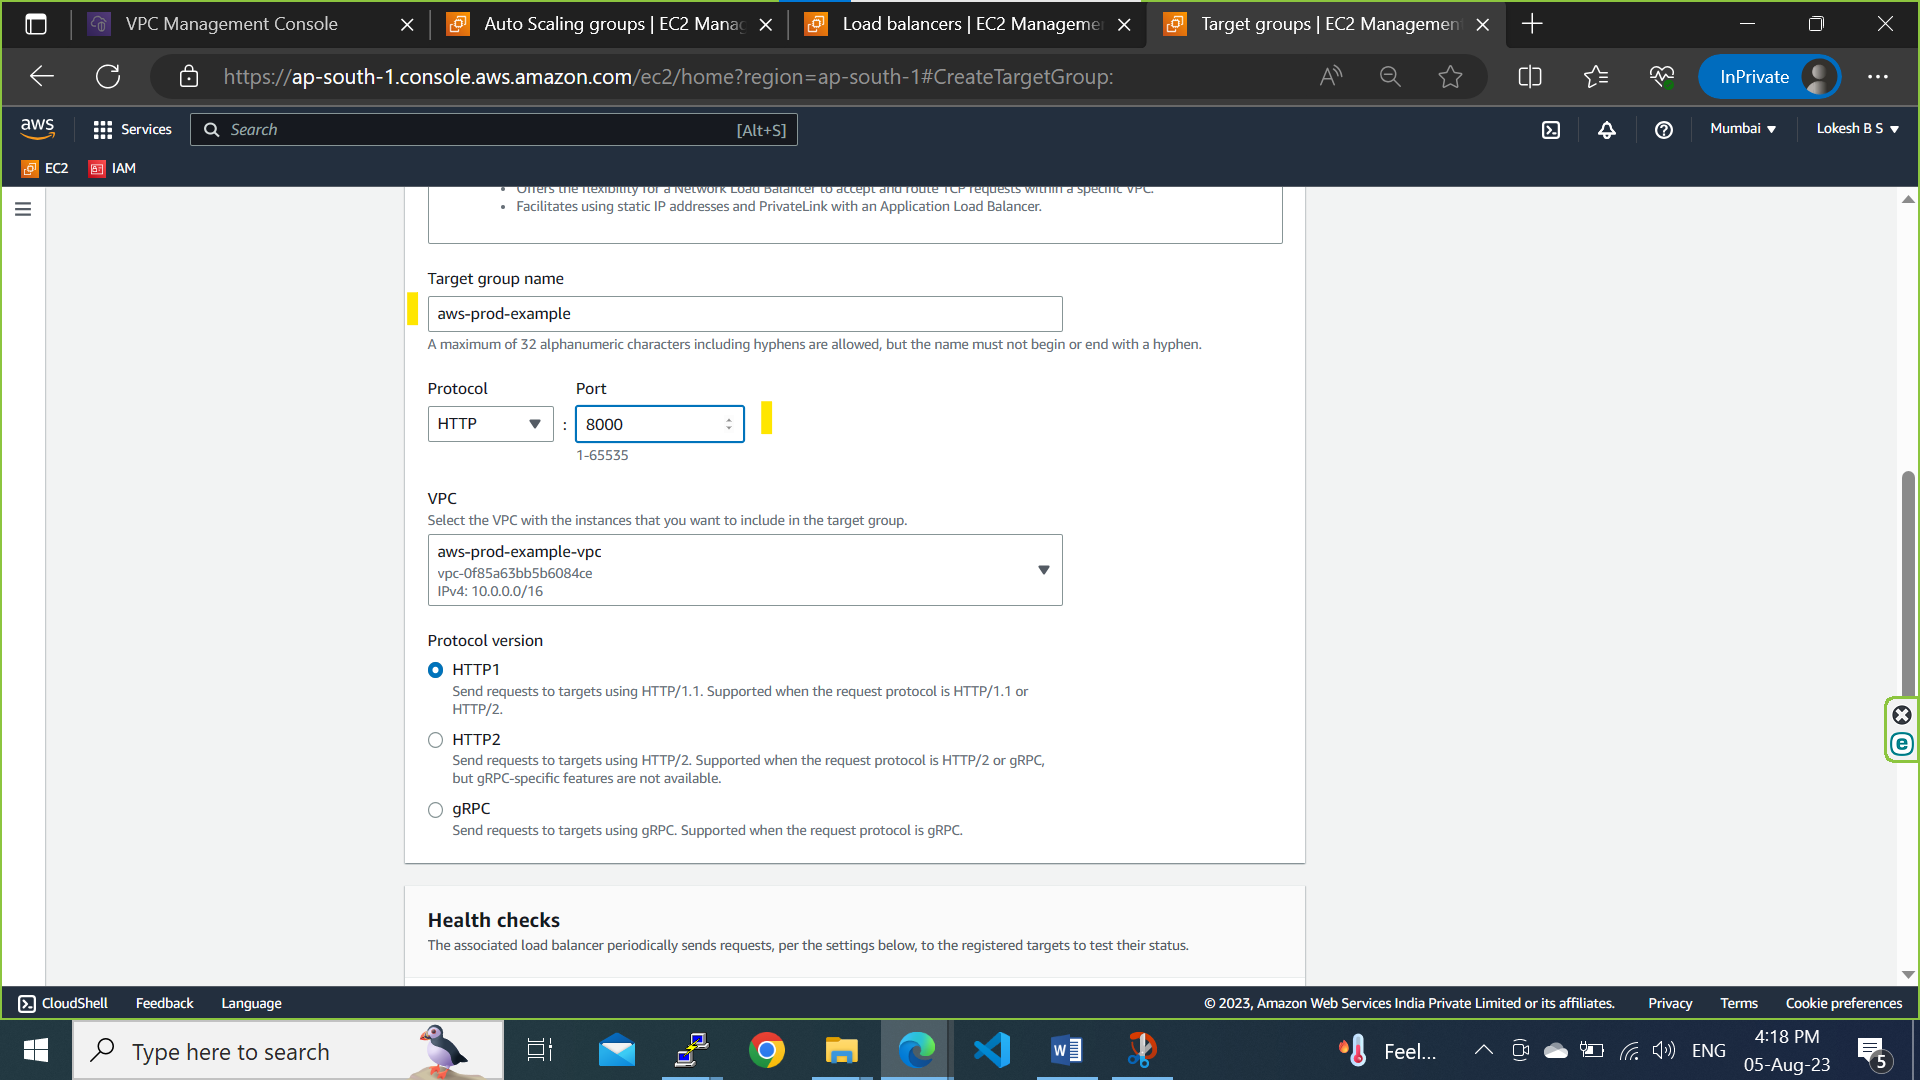 VPC Management Console
Auto Scaling groups | EC2 Manag
Load balancers | EC2 Managemen
Target groups | EC2 Management
https://ap-south-1.console.aws.amazon.com/ec2/home?region=ap-south-1#CreateTargetGroup:
InPrivate
aws
Services
Search
[Alt+S]
Mumbai
Lokesh B S
EC2
IAM
Offers the flexibility for a Network Load Balancer to accept and route TCP requests within a specific VPC.
Facilitates using static IP addresses and PrivateLink with an Application Load Balancer.
Target group name
aws-prod-example
A maximum of 32 alphanumeric characters including hyphens are allowed, but the name must not begin or end with a hyphen.
Protocol
Port
HTTP
:
8000
1-65535
VPC
Select the VPC with the instances that you want to include in the target group.
aws-prod-example-vpc
vpc-0f85a63bb5b6084ce
IPv4: 10.0.0.0/16
Protocol version
HTTP1
Send requests to targets using HTTP/1.1. Supported when the request protocol is HTTP/1.1 or
HTTP/2.
HTTP2
Send requests to targets using HTTP/2. Supported when the request protocol is HTTP/2 or gRPC,
but gRPC-specific features are not available.
gRPC
Send requests to targets using gRPC. Supported when the request protocol is gRPC.
Health checks
The associated load balancer periodically sends requests, per the settings below, to the registered targets to test their status.
CloudShell
Feedback
Language
© 2023, Amazon Web Services India Private Limited or its affiliates.
Privacy
Terms
Cookie preferences
Type here to search
Feel...
ENG
4:18 PM
05-Aug-23
5